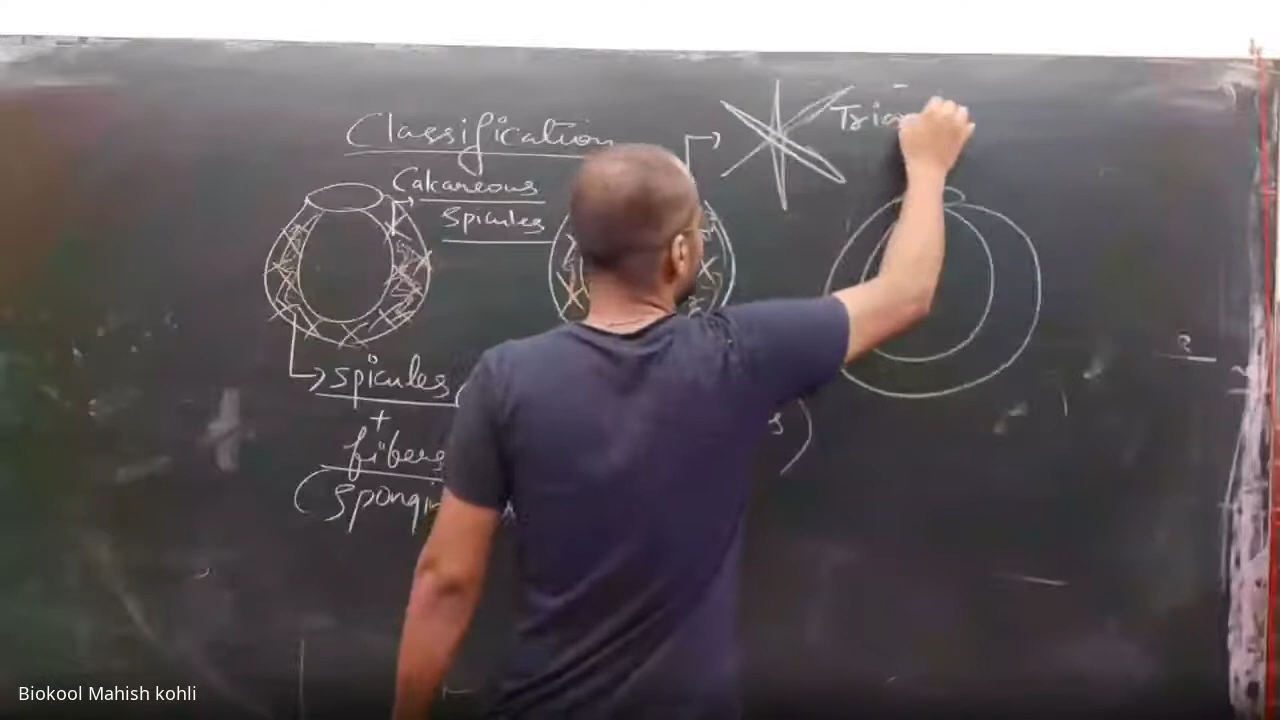 Classification
Calcareous
Spicules
spicules
+
fibers
Biokool Mahish kohli